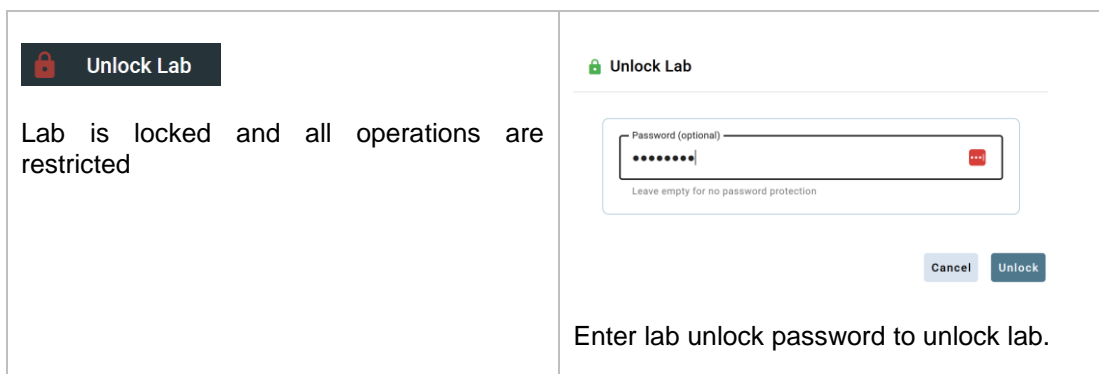 Unlock Lab
Lab is locked and all operations are
restricted
Unlock Lab
Password (optional)
••••••••
Leave empty for no password protection
Cancel
Unlock
Enter lab unlock password to unlock lab.